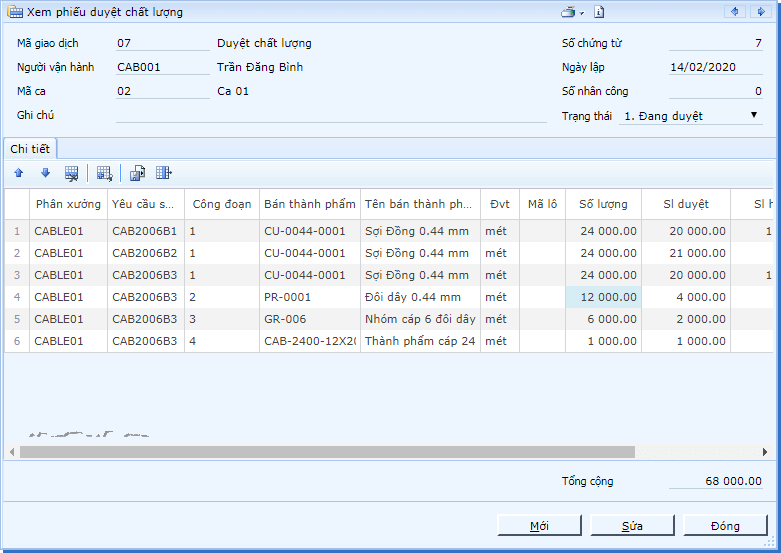 Xem phiếu duyệt chất lượng
Mã giao dịch 07 Duyệt chất lượng Số chứng từ 7
Người vận hành CAB001 Trần Đăng Bình Ngày lập 14/02/2020
Mã ca 02 Ca 01 Số nhân công 0
Ghi chú Trạng thái 1. Đang duyệt
Chi tiết
Phân xưởng Yêu cầu s... Công đoạn Bán thành phẩm Tên bán thành ph... Đvt Mã lô Số lượng Sl duyệt Sl
1 CABLE01 CAB2006B1 1 CU-0044-0001 Sợi Đồng 0.44 mm mét 24 000.00 20 000.00 1
2 CABLE01 CAB2006B2 1 CU-0044-0001 Sợi Đồng 0.44 mm mét 24 000.00 21 000.00
3 CABLE01 CAB2006B3 1 CU-0044-0001 Sợi Đồng 0.44 mm mét 24 000.00 20 000.00 1
4 CABLE01 CAB2006B3 2 PR-0001 Đôi dây 0.44 mm mét 12 000.00 4 000.00
5 CABLE01 CAB2006B3 3 GR-006 Nhóm cáp 6 đôi dây mét 6 000.00 2 000.00
6 CABLE01 CAB2006B3 4 CAB-2400-12X20 Thành phẩm cáp 24 mét 1 000.00 1 000.00
Tổng cộng 68 000.00
Mới Sửa Đóng